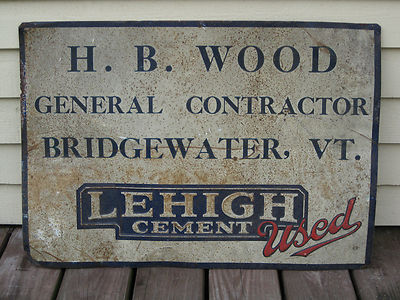 H. B. WOOD
GENERAL CONTRACTOR
BRIDGEWATER, VT.
LEHIGH
CEMENT Used